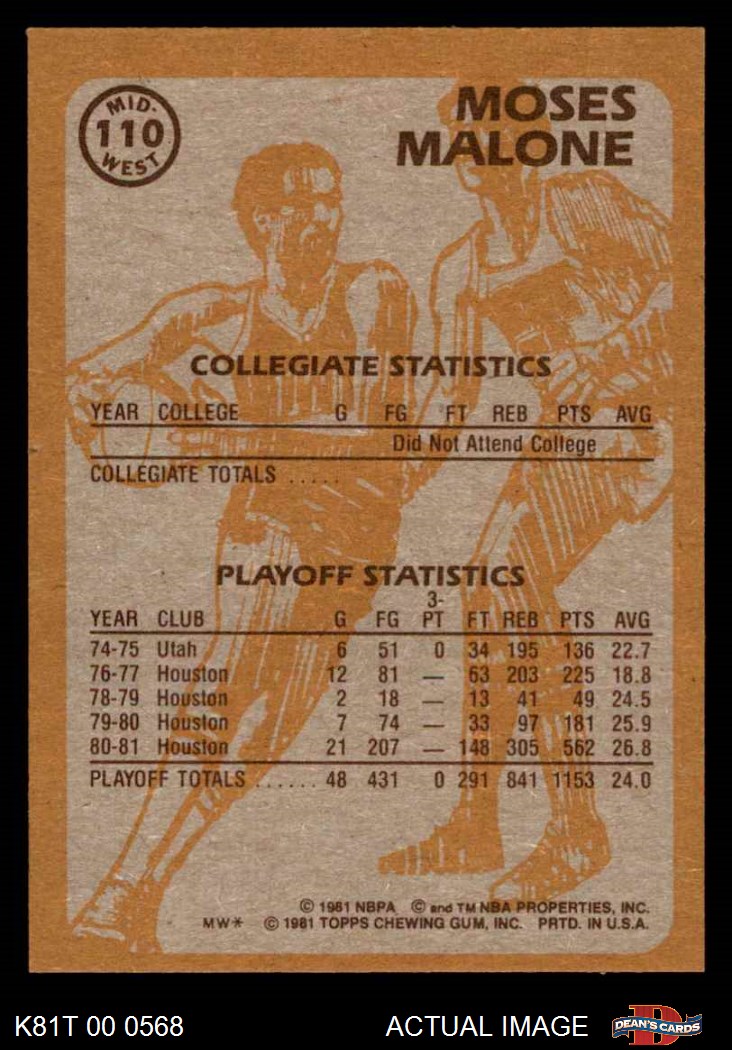 MID-
110
WEST
MOSES
MALONE
COLLEGIATE STATISTICS
YEAR COLLEGE G FG FT REB PTS AVG
Did Not Attend College
COLLEGIATE TOTALS .....
PLAYOFF STATISTICS
YEAR CLUB G FG 3-PT FT REB PTS AVG
74-75 Utah 6 51 0 34 195 136 22.7
76-77 Houston 12 81 — 63 203 225 18.8
78-79 Houston 2 18 — 13 41 49 24.5
79-80 Houston 7 74 — 33 97 181 25.9
80-81 Houston 21 207 — 148 305 562 26.8
PLAYOFF TOTALS ...... 48 431 0 291 841 1153 24.0
© 1981 NBPA © and TM NBA PROPERTIES, INC.
MW* © 1981 TOPPS CHEWING GUM, INC. PRTD. IN U.S.A.
K81T 00 0568 ACTUAL IMAGE D DEAN'S CARDS